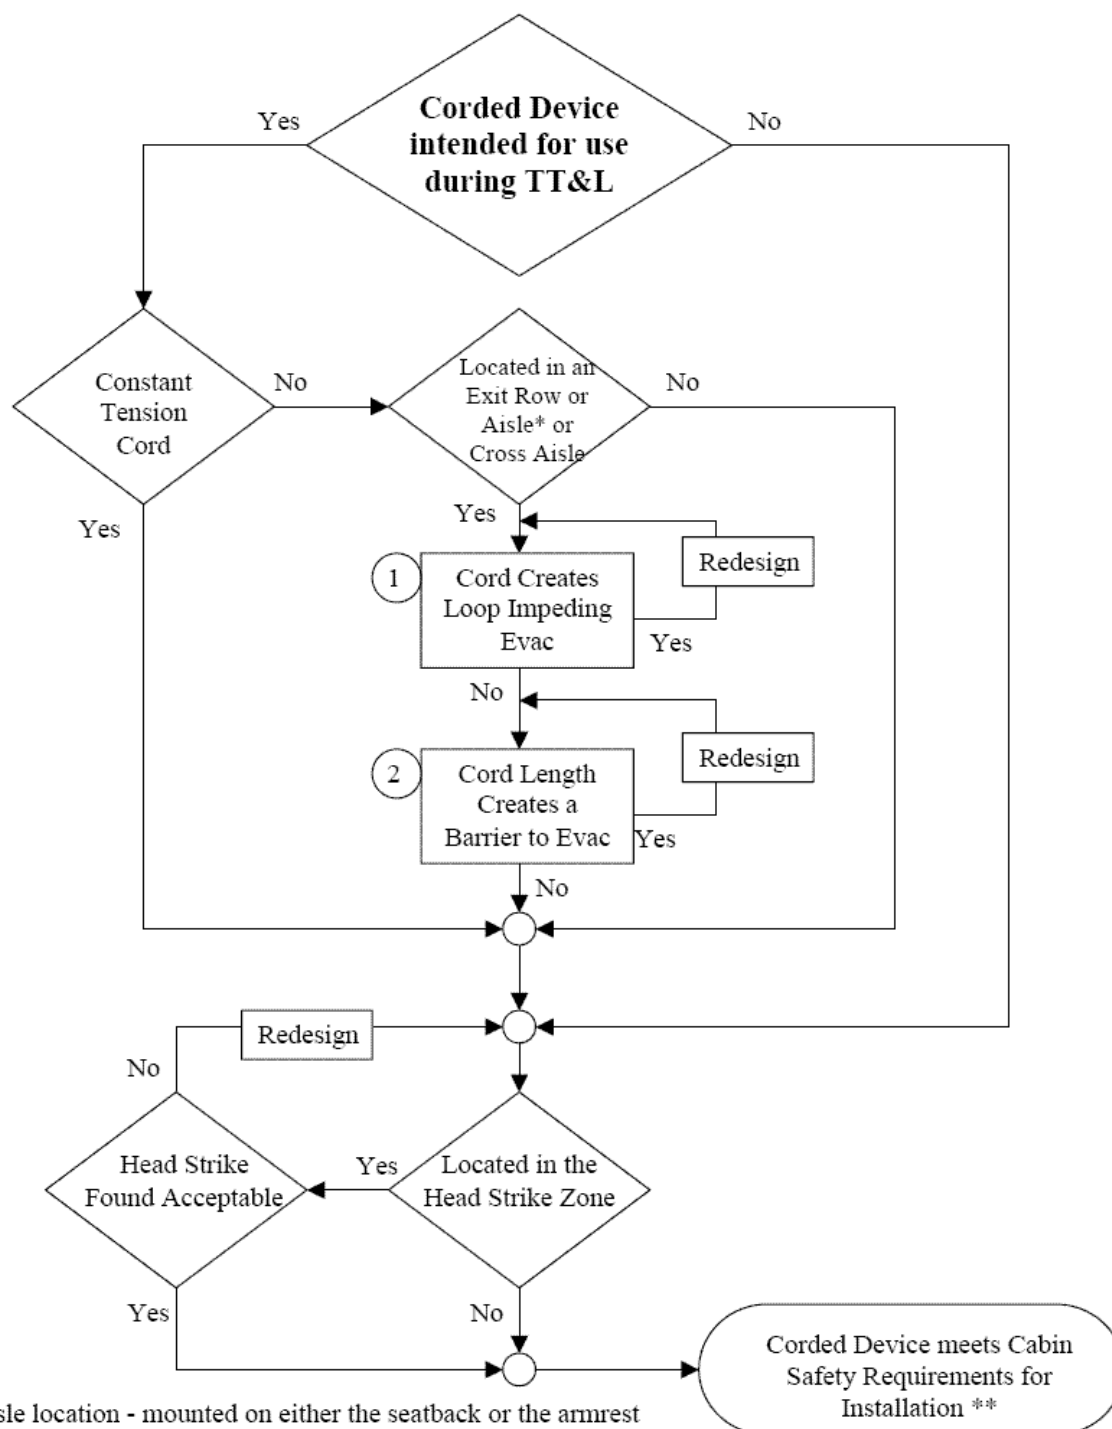 Corded Device
intended for use
during TT&L
Yes
No
Constant
Tension
Cord
No
Yes
Located in an
Exit Row or
Aisle* or
Cross Aisle
No
Yes
1
Cord Creates
Loop Impeding
Evac
Redesign
Yes
No
2
Cord Length
Creates a
Barrier to Evac
Redesign
Yes
No
Redesign
No
Head Strike
Found Acceptable
Yes
Located in the
Head Strike Zone
Yes
No
Corded Device meets Cabin
Safety Requirements for
Installation **
sle location - mounted on either the seatback or the armrest